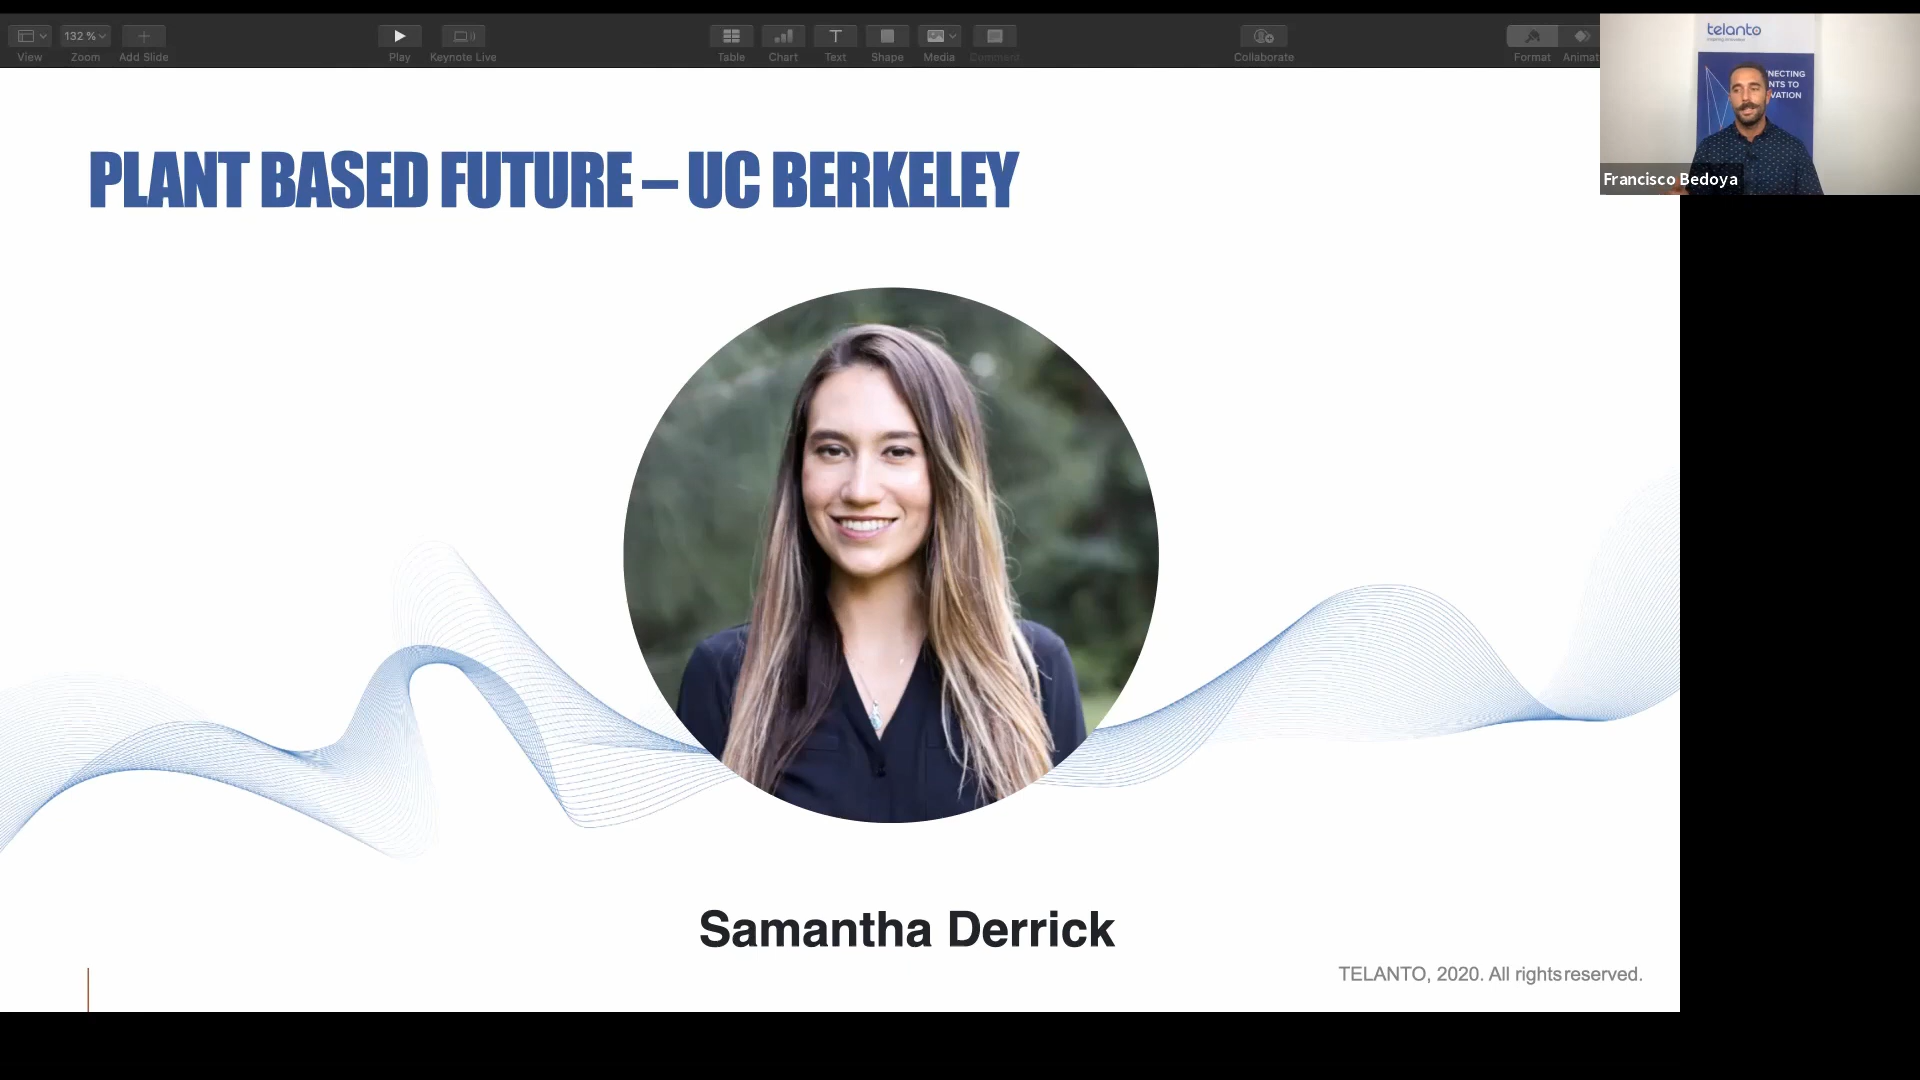 132 %
View
Zoom
Add Slide
Play
Keynote Live
Table
Chart
Text
Shape
Media
Comment
Collaborate
Format
Animat
telanto
NECTING
NTS TO
VATION
Francisco Bedoya
PLANT BASED FUTURE – UC BERKELEY
Samantha Derrick
TELANTO, 2020. All rights reserved.